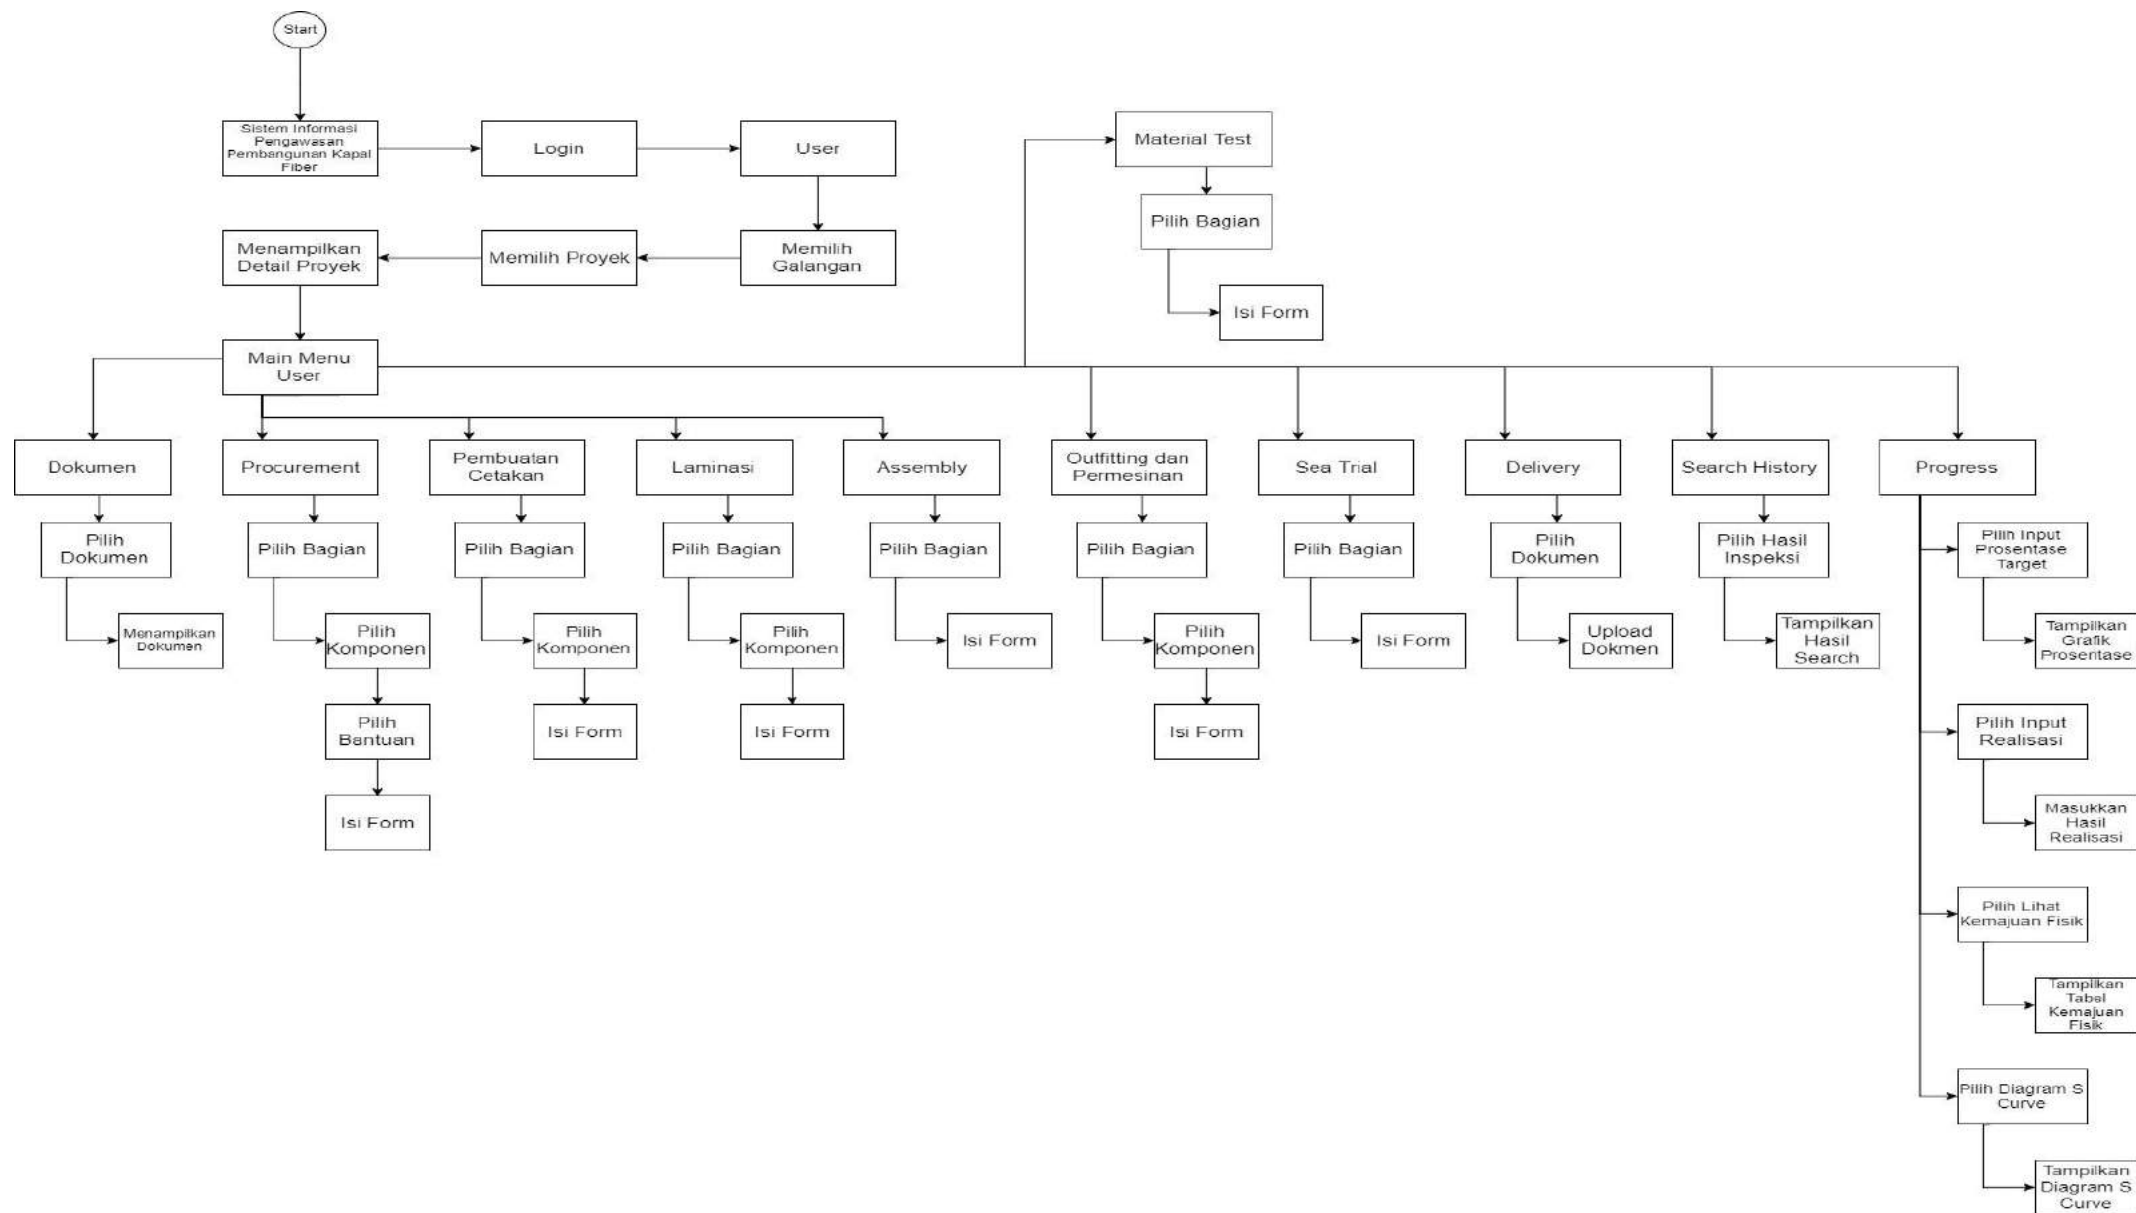 Start
Sistem Informasi
Pengawasan
Pembangunan Kapal
Fiber
Login
User
Material Test
Pilih Bagian
Isi Form
Menampilkan
Detail Proyek
Memilih Proyek
Memilih
Galangan
Main Menu
User
Dokumen
Procurement
Pembuatan
Cetakan
Laminasi
Assembly
Outfitting dan
Permesinan
Sea Trial
Delivery
Search History
Progress
Pilih
Dokumen
Pilih Bagian
Pilih Bagian
Pilih Bagian
Pilih Bagian
Pilih Bagian
Pilih Bagian
Pilih
Dokumen
Pilih Hasil
Inspeksi
Pilih Input
Prosentase
Target
Menampilkan
Dokumen
Pilih
Komponen
Pilih
Komponen
Pilih
Komponen
Isi Form
Pilih
Komponen
Isi Form
Upload
Dokmen
Tampilkan
Hasil
Search
Tampilkan
Grafik
Prosentase
Pilih
Bantuan
Isi Form
Isi Form
Isi Form
Pilih Input
Realisasi
Isi Form
Masukkan
Hasil
Realisasi
Pilih Lihat
Kemajuan Fisik
Tampilkan
Tabel
Kemajuan
Fisik
Pilih Diagram S
Curve
Tampilkan
Diagram S
Curve